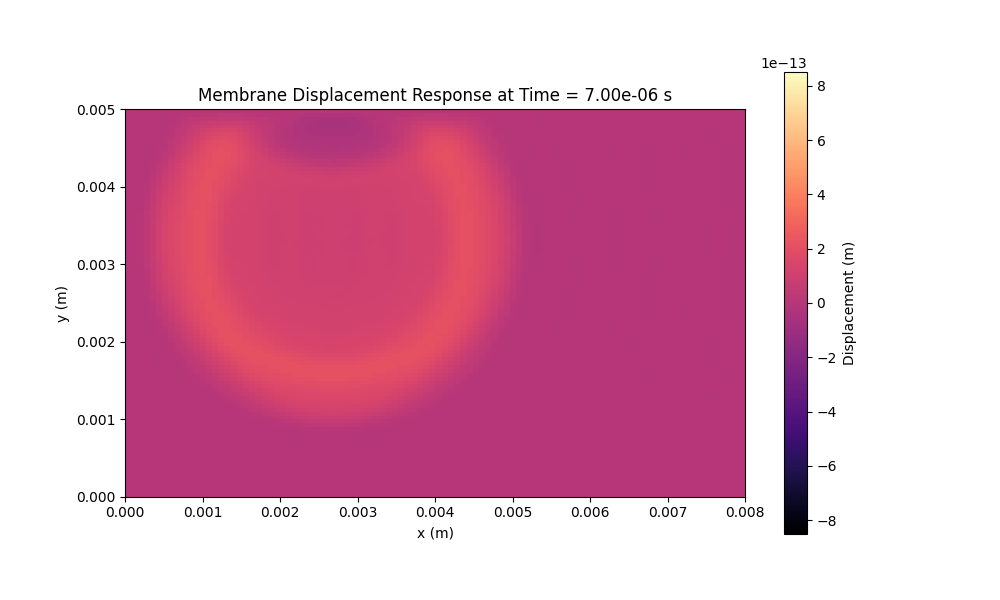 1e−13
Membrane Displacement Response at Time = 7.00e-06 s
0.005
0.004
0.003
0.002
0.001
0.000
y (m)
0.000 0.001 0.002 0.003 0.004 0.005 0.006 0.007 0.008
x (m)
8
6
4
2
0
−2
−4
−6
−8
Displacement (m)